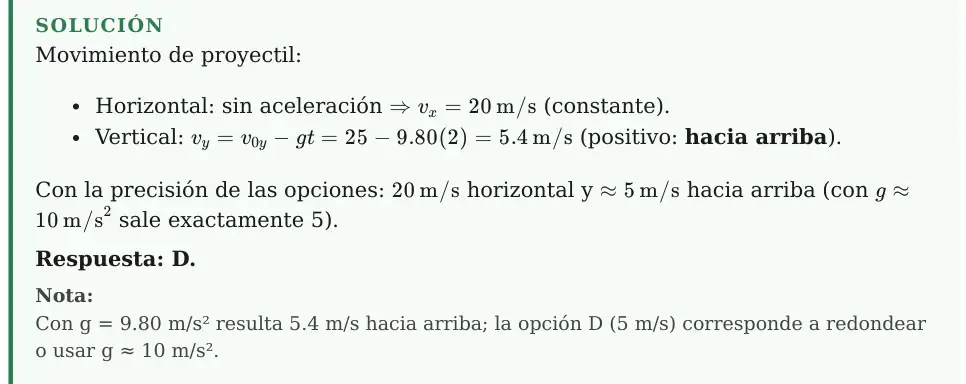 SOLUCIÓN
Movimiento de proyectil:
• Horizontal: sin aceleración ⇒ vₓ = 20 m/s (constante).
• Vertical: v_y = v_{0y} − gt = 25 − 9.80(2) = 5.4 m/s (positivo: hacia arriba).
Con la precisión de las opciones: 20 m/s horizontal y ≈ 5 m/s hacia arriba (con g ≈
10 m/s² sale exactamente 5).
Respuesta: D.
Nota:
Con g = 9.80 m/s² resulta 5.4 m/s hacia arriba; la opción D (5 m/s) corresponde a redondear
o usar g ≈ 10 m/s².